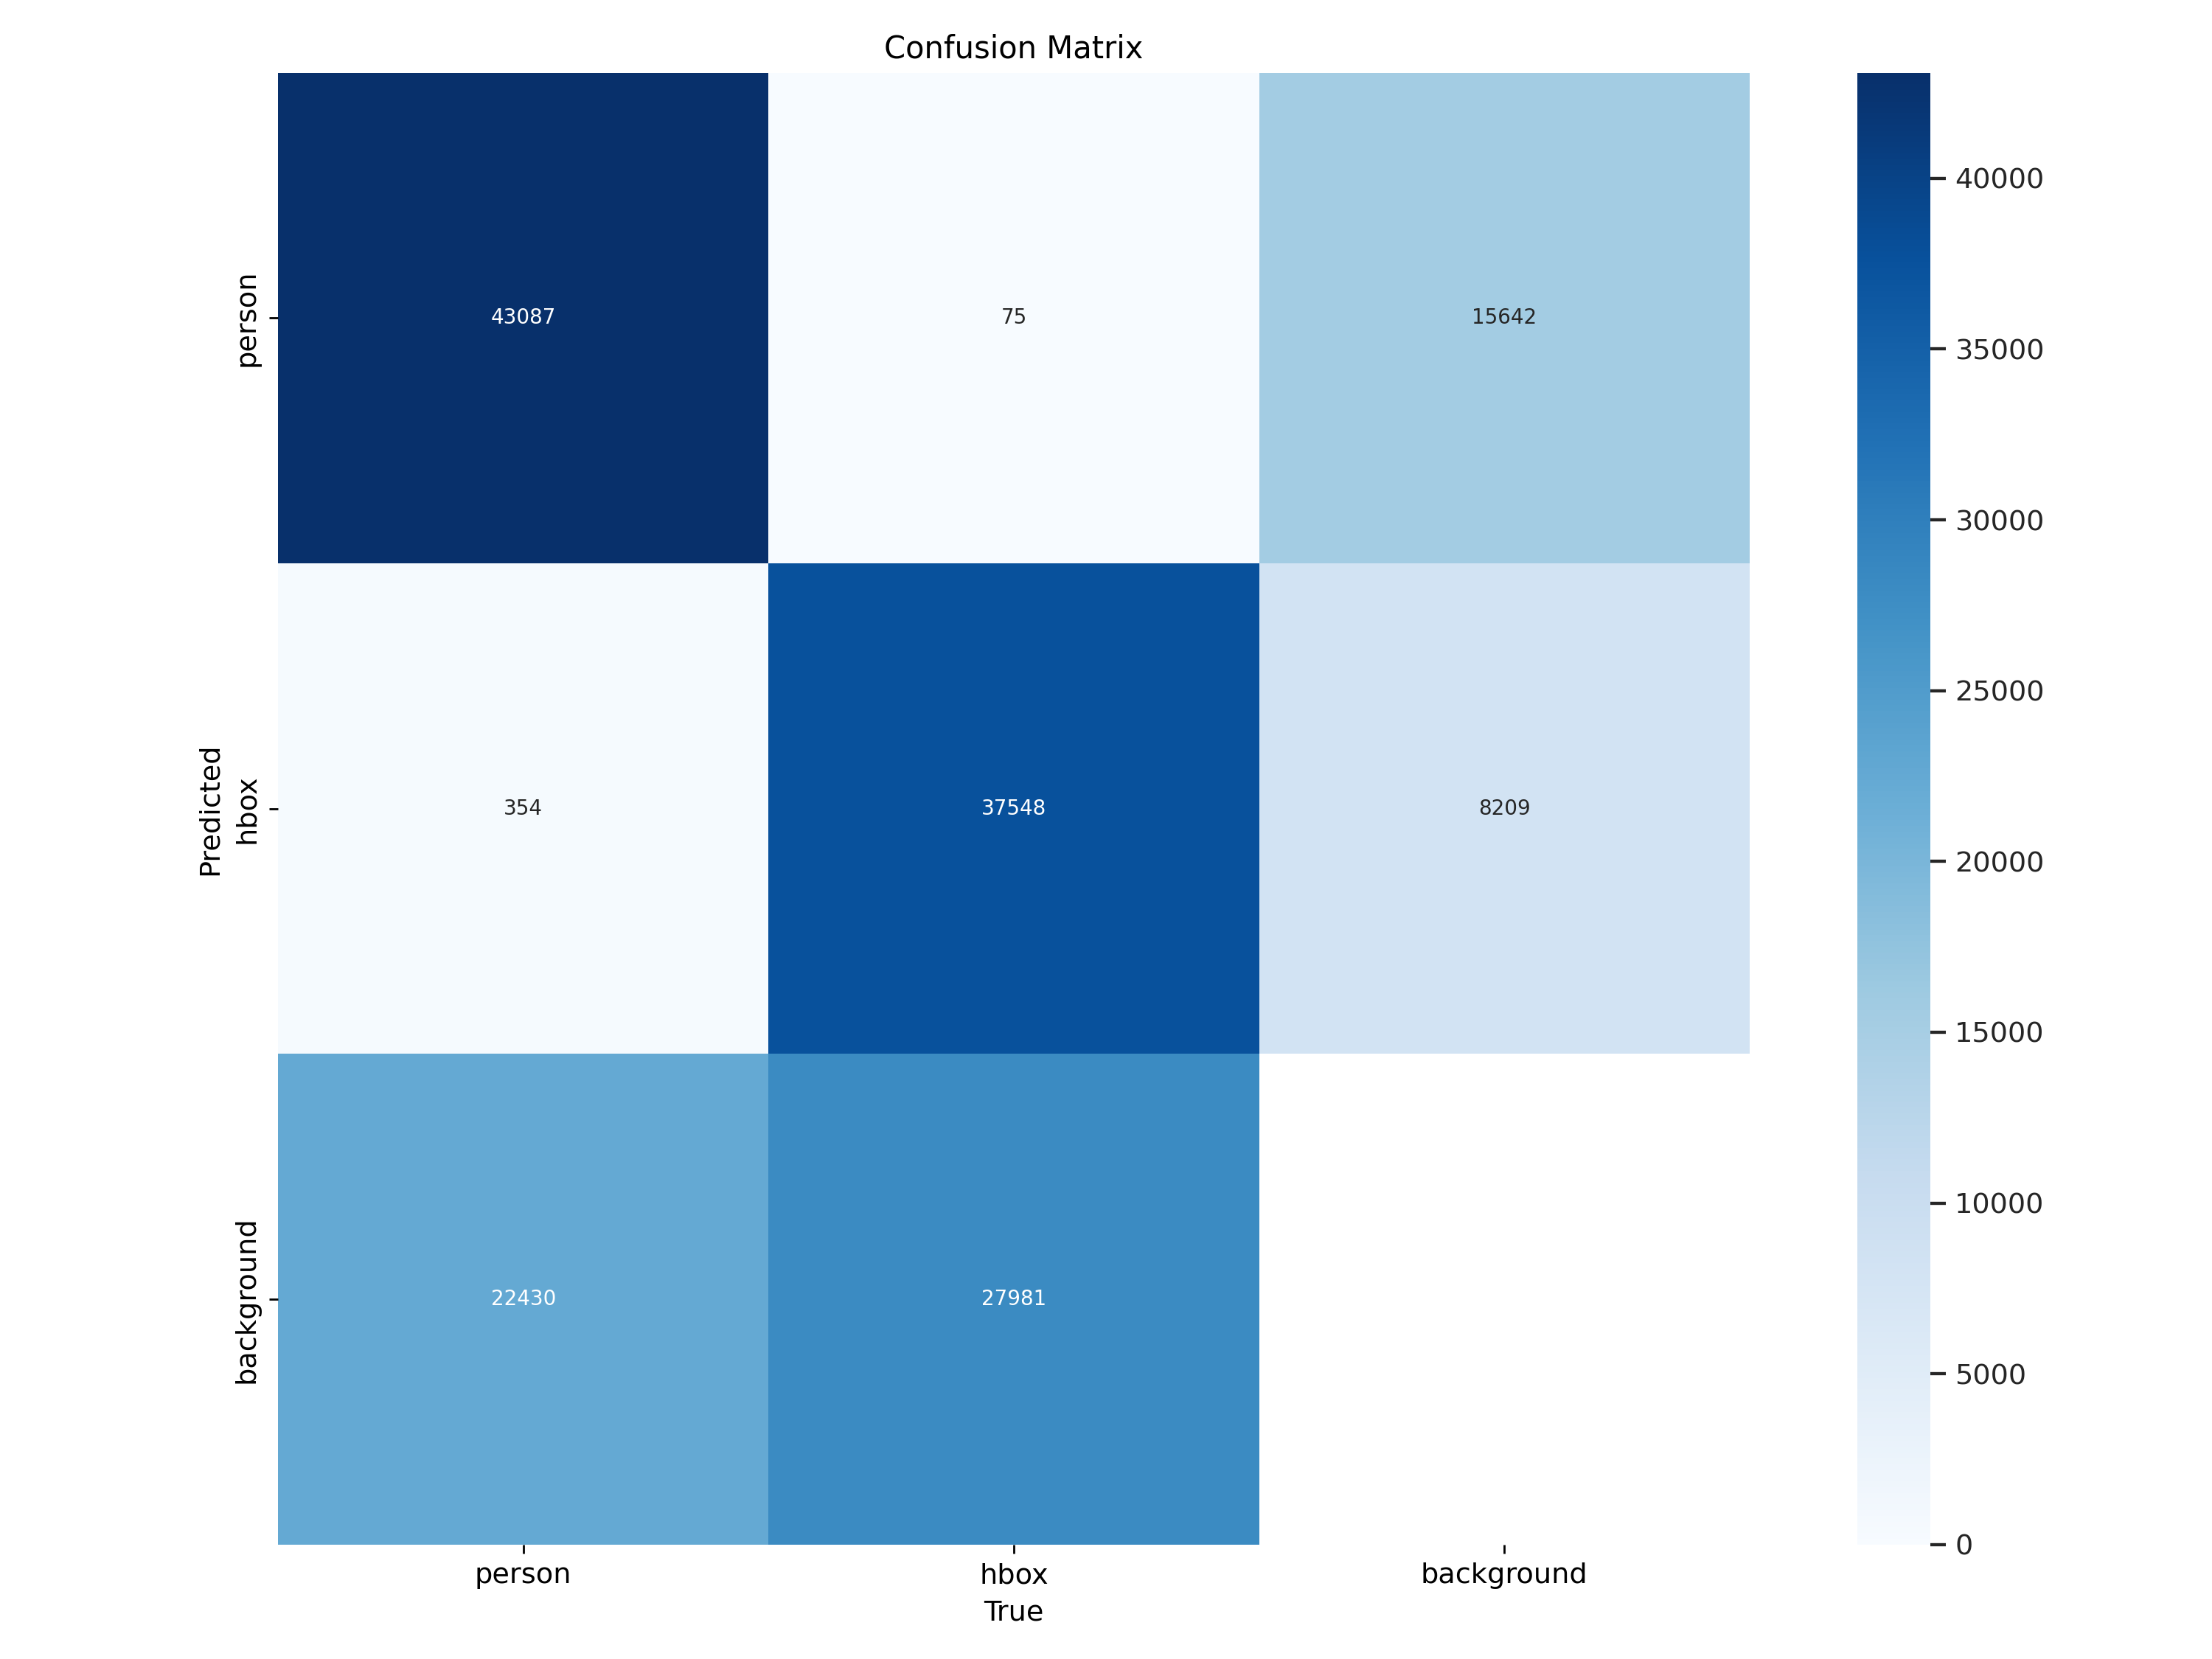 Confusion Matrix
person
43087
75
15642
Predicted
hbox
354
37548
8209
background
22430
27981
person
hbox
background
True
40000
35000
30000
25000
20000
15000
10000
5000
0